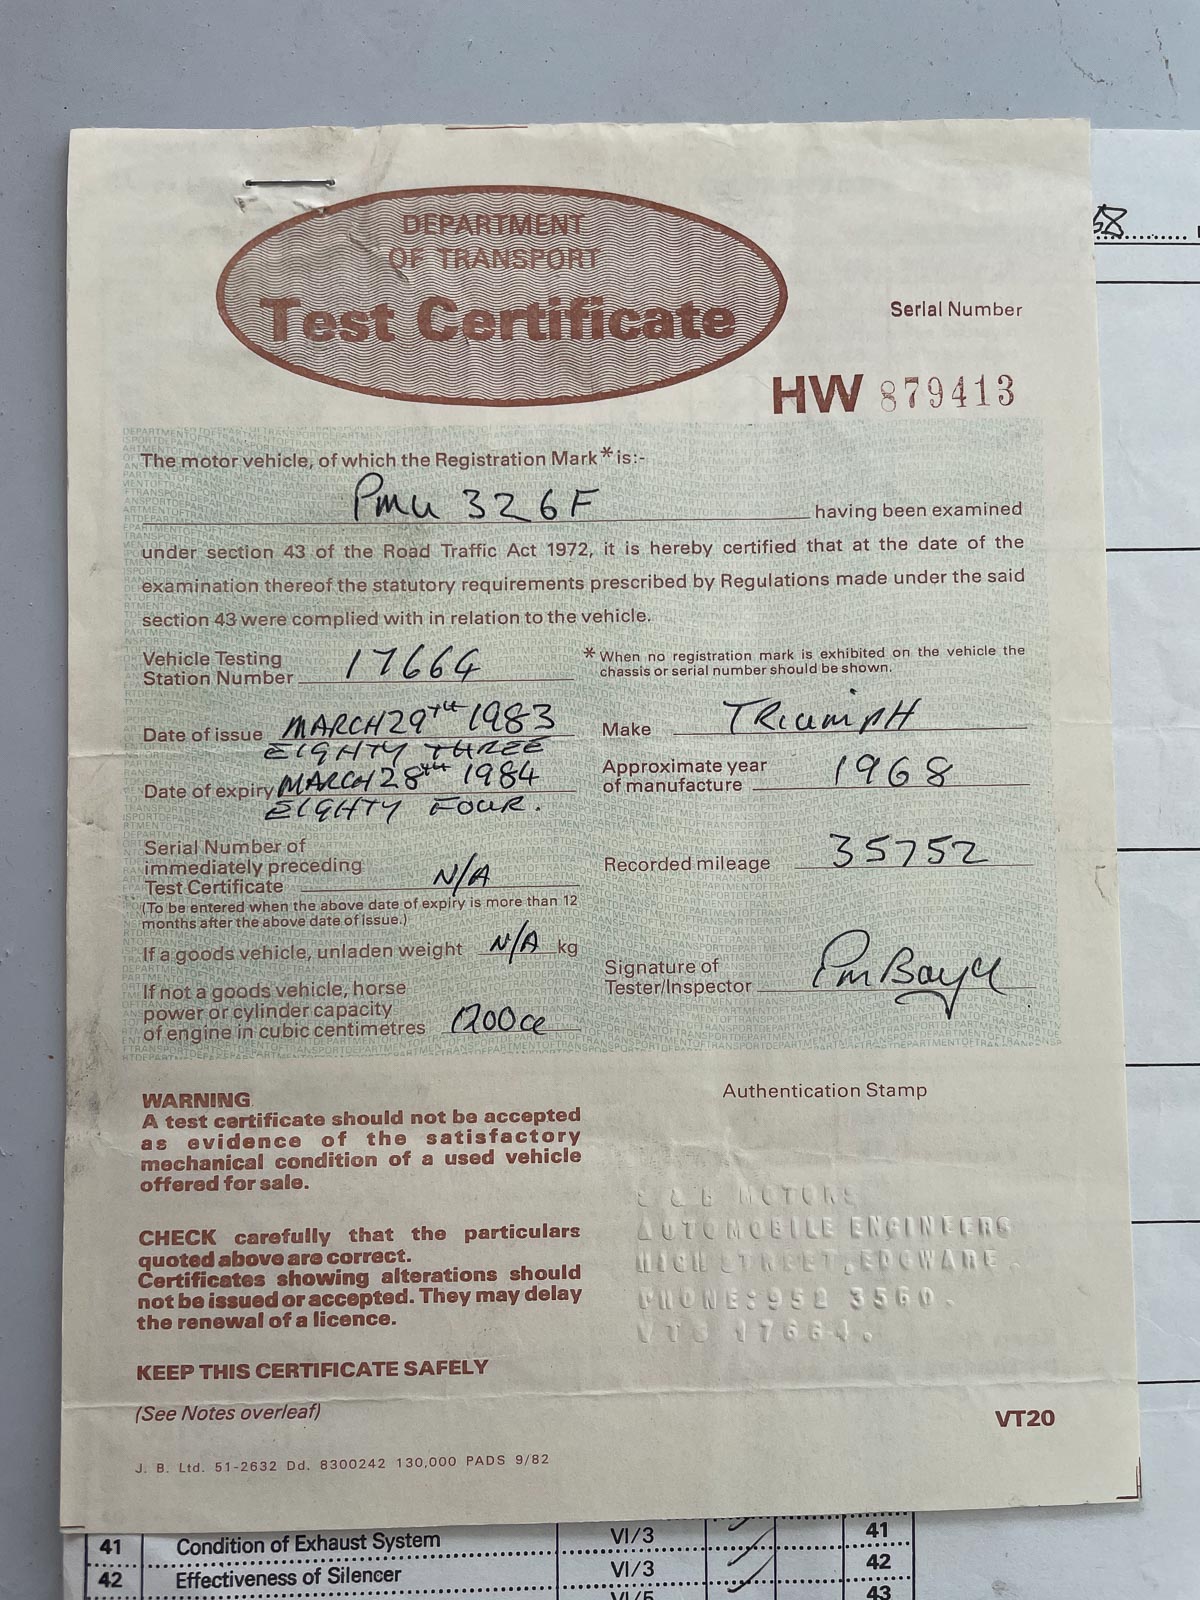 DEPARTMENT
OF TRANSPORT
Test Certificate
Serial Number
HW 879413
58
The motor vehicle, of which the Registration Mark * is:-
Pmu 326F having been examined
under section 43 of the Road Traffic Act 1972, it is hereby certified that at the date of the
examination thereof the statutory requirements prescribed by Regulations made under the said
section 43 were complied with in relation to the vehicle.
Vehicle Testing
Station Number 17664
* When no registration mark is exhibited on the vehicle the
chassis or serial number should be shown.
Date of issue MARCH 29TH 1983
EIGHTY THREE
Date of expiry MARCH 28th 1984
EIGHTY FOUR.
Make TRIUMPH
Approximate year
of manufacture 1968
Serial Number of
immediately preceding
Test Certificate N/A
(To be entered when the above date of expiry is more than 12
months after the above date of issue.)
Recorded mileage 35752
If a goods vehicle, unladen weight N/A kg
If not a goods vehicle, horse
power or cylinder capacity
of engine in cubic centimetres 1200cc
Signature of
Tester/Inspector
WARNING
A test certificate should not be accepted
as evidence of the satisfactory
mechanical condition of a used vehicle
offered for sale.
CHECK carefully that the particulars
quoted above are correct.
Certificates showing alterations should
not be issued or accepted. They may delay
the renewal of a licence.
KEEP THIS CERTIFICATE SAFELY
(See Notes overleaf)
Authentication Stamp
& B MOTORS
AUTOMOBILE ENGINEERS
HIGH STREET, EDGWARE.
PHONE: 952 3560.
VTS 17664.
VT20
J. B. Ltd. 51-2632 Dd. 8300242 130,000 PADS 9/82
41 Condition of Exhaust System VI/3 41
42 Effectiveness of Silencer VI/3 42
VI/5 43